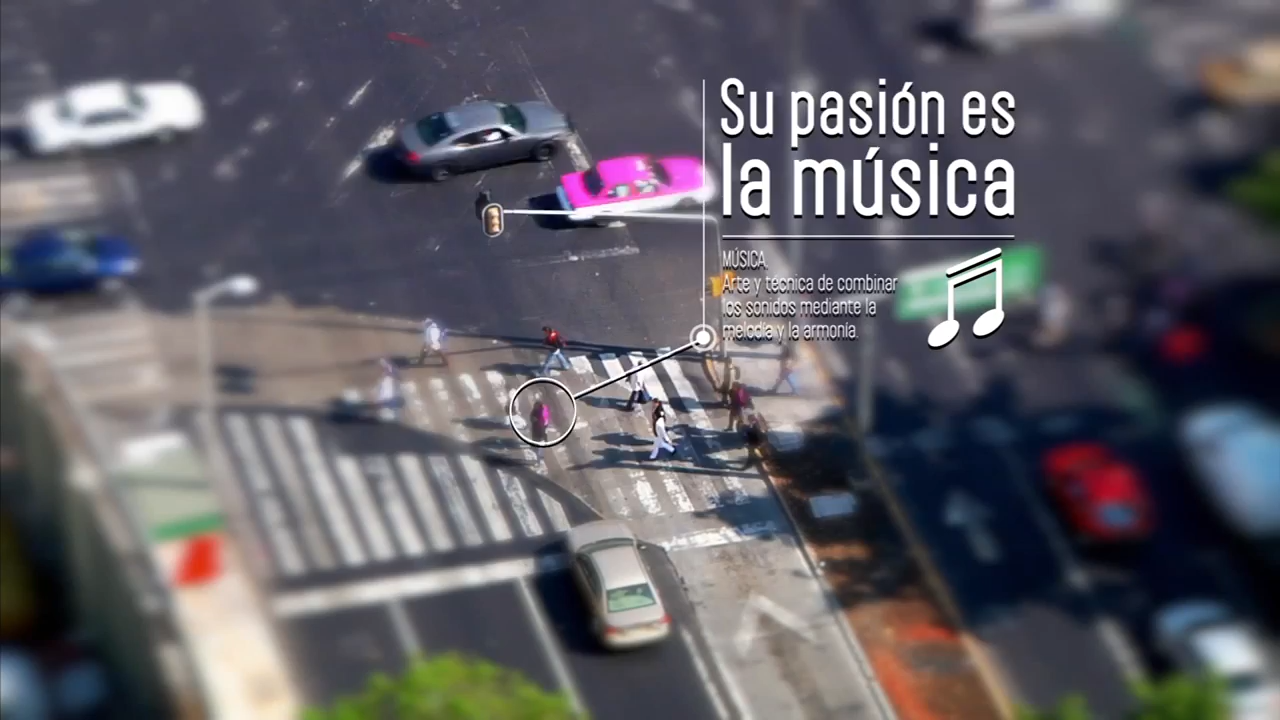 Su pasión es
la música
MÚSICA.
Arte y técnica de combinar
los sonidos mediante la
melodía y la armonía.